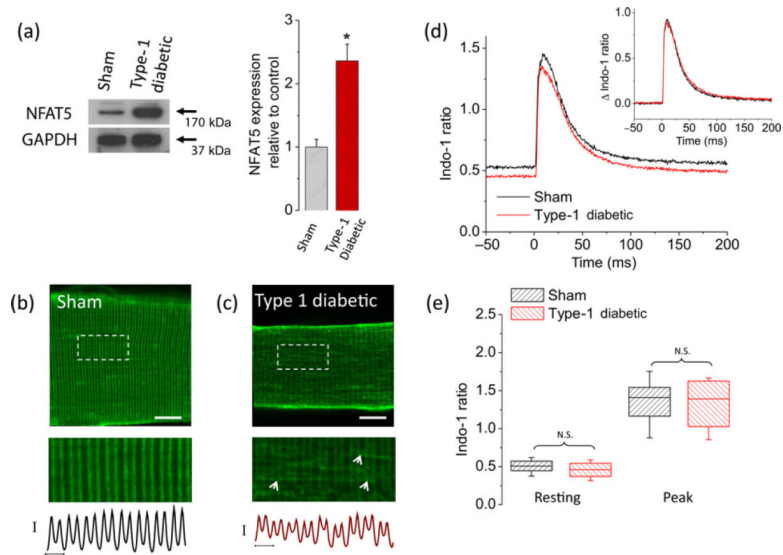 (a)
Sham
Type-1
diabetic
NFAT5
170 kDa
GAPDH
37 kDa
NFAT5 expression
relative to control
3
2
1
0
*
Sham
Type-1
Diabetic
(b)
Sham
I
(c)
Type 1 diabetic
I
(d)
Indo-1 ratio
1.5
1.0
0.5
0.0
−50
0
50
100
150
200
Time (ms)
Sham
Type-1 diabetic
Δ Indo-1 ratio
1.0
0.5
0.0
−50
0
50
100
150
200
Time (ms)
(e)
Sham
Type-1 diabetic
Indo-1 ratio
2.5
2.0
1.5
1.0
0.5
0.0
N.S.
N.S.
Resting
Peak